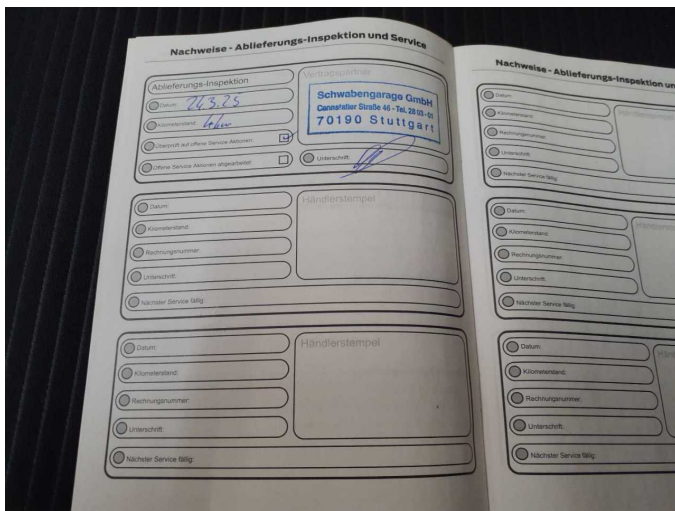 Nachweise - Ablieferungs-Inspektion und Service
Ablieferungs-Inspektion
Vertragspartner
Datum: 24.3.25
Kilometerstand:
Überprüft auf offene Service Aktionen:
Offene Service Aktionen abgearbeitet:
Schwabengarage GmbH
Cannstatter Straße 46 - Tel. 28 03 - 01
70190 Stuttgart
Unterschrift:
Datum:
Kilometerstand:
Rechnungsnummer:
Unterschrift:
Nächster Service fällig:
Händlerstempel
Datum:
Kilometerstand:
Rechnungsnummer:
Unterschrift:
Nächster Service fällig:
Händlerstempel
Nachweise - Ablieferungs-Inspektion un
Datum:
Kilometerstand:
Rechnungsnummer:
Unterschrift:
Nächster Service fällig:
Händlerstempel
Datum:
Kilometerstand:
Rechnungsnummer:
Unterschrift:
Nächster Service fällig:
Datum:
Kilometerstand:
Rechnungsnummer:
Unterschrift:
Nächster Service fällig: